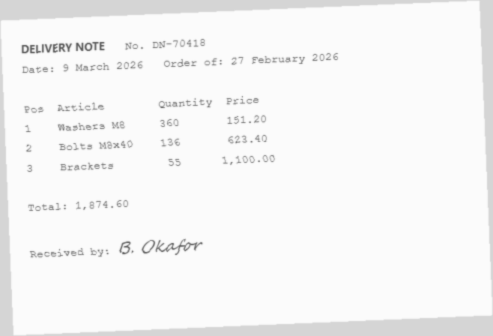 DELIVERY NOTE No. DN-70418
Date: 9 March 2026 Order of: 27 February 2026
Pos Article Quantity Price
1 Washers M8 360 151.20
2 Bolts M8x40 136 623.40
3 Brackets 55 1,100.00
Total: 1,874.60
Received by: B. Okafor